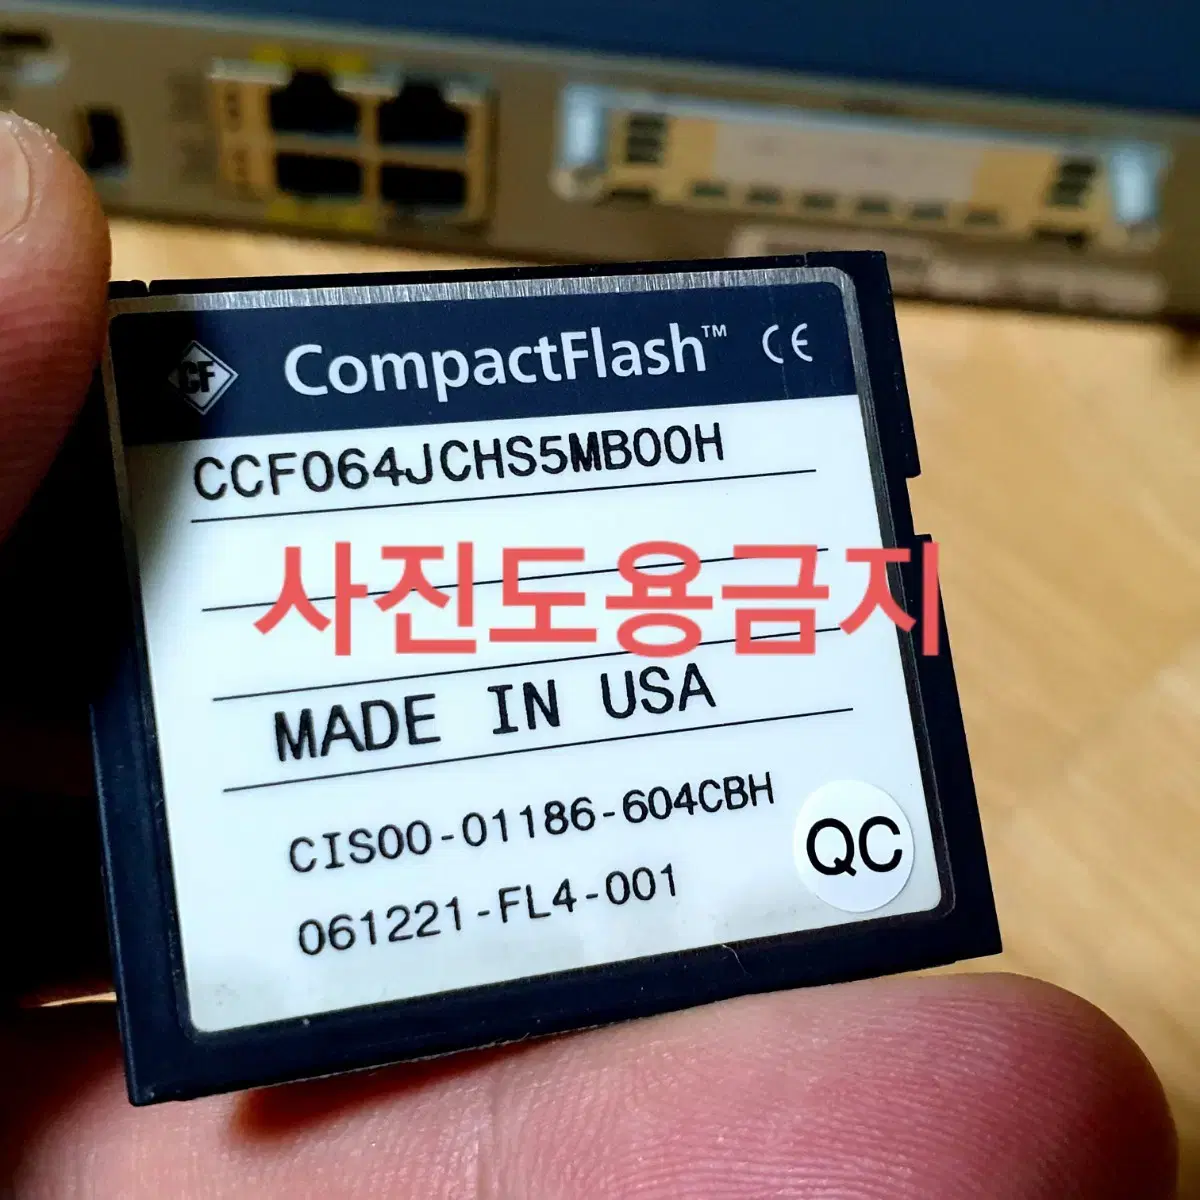 CF CompactFlash™ CE
CCF064JCHS5MB00H
사진도용금지
MADE IN USA
CIS00-01186-604CBH
QC
061221-FL4-001